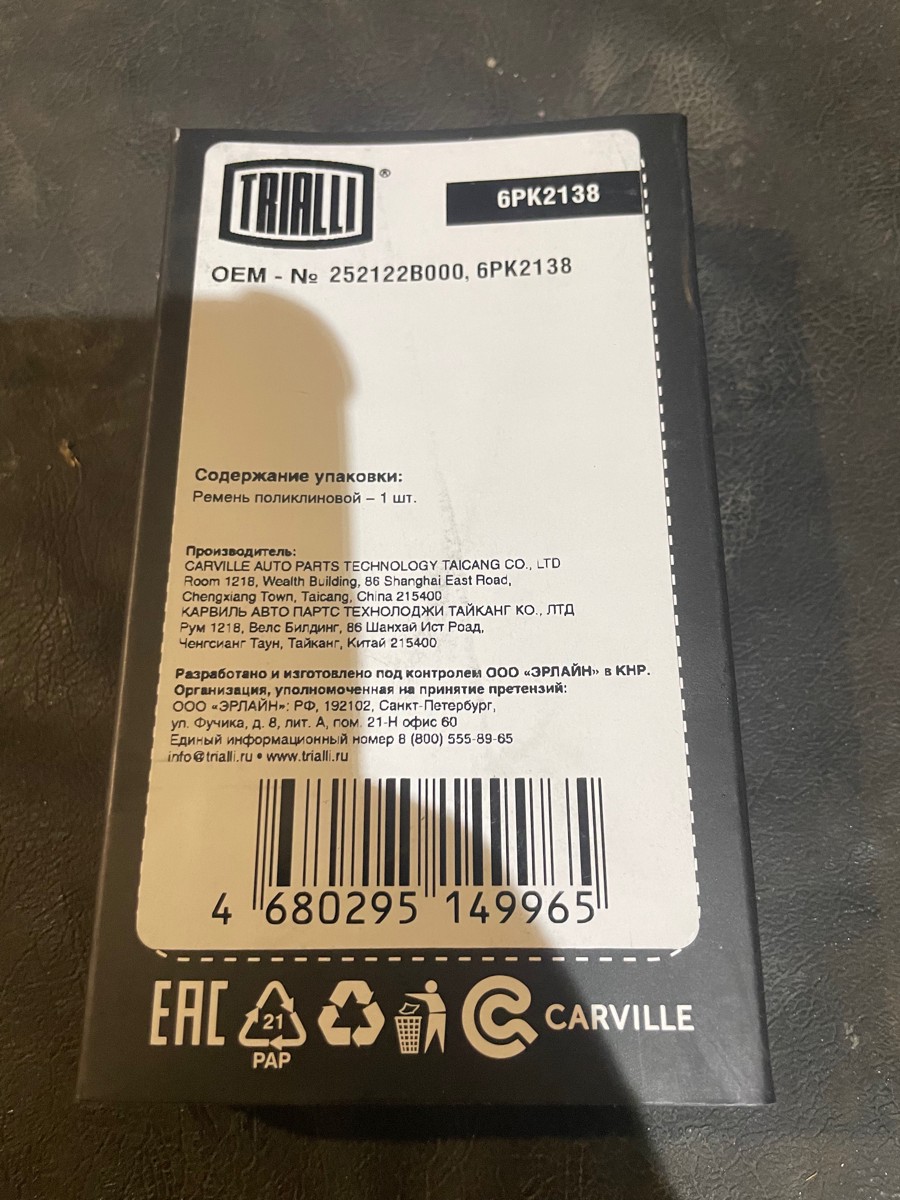 TRIALLI®
6PK2138
OEM - № 252122B000, 6PK2138
Содержание упаковки:
Ремень поликлиновой – 1 шт.
Производитель:
CARVILLE AUTO PARTS TECHNOLOGY TAICANG CO., LTD
Room 1218, Wealth Building, 86 Shanghai East Road,
Chengxiang Town, Taicang, China 215400
КАРВИЛЬ АВТО ПАРТС ТЕХНОЛОДЖИ ТАЙКАНГ КО., ЛТД
Рум 1218, Велс Билдинг, 86 Шанхай Ист Роад,
Ченгсианг Таун, Тайканг, Китай 215400
Разработано и изготовлено под контролем ООО «ЭРЛАЙН» в КНР.
Организация, уполномоченная на принятие претензий:
ООО «ЭРЛАЙН»: РФ, 192102, Санкт-Петербург,
ул. Фучика, д. 8, лит. А, пом. 21-Н офис 60
Единый информационный номер 8 (800) 555-89-65
info@trialli.ru • www.trialli.ru
4 680295 149965
EAC
21
PAP
CARVILLE